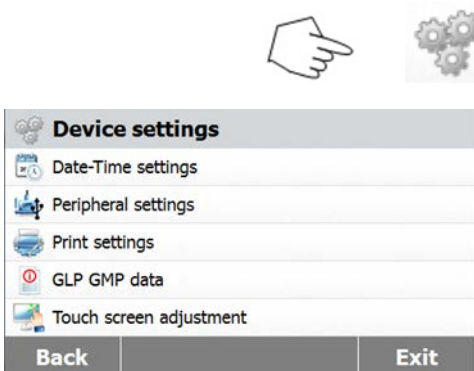 Device settings
Date-Time settings
Peripheral settings
Print settings
GLP GMP data
Touch screen adjustment
Back Exit